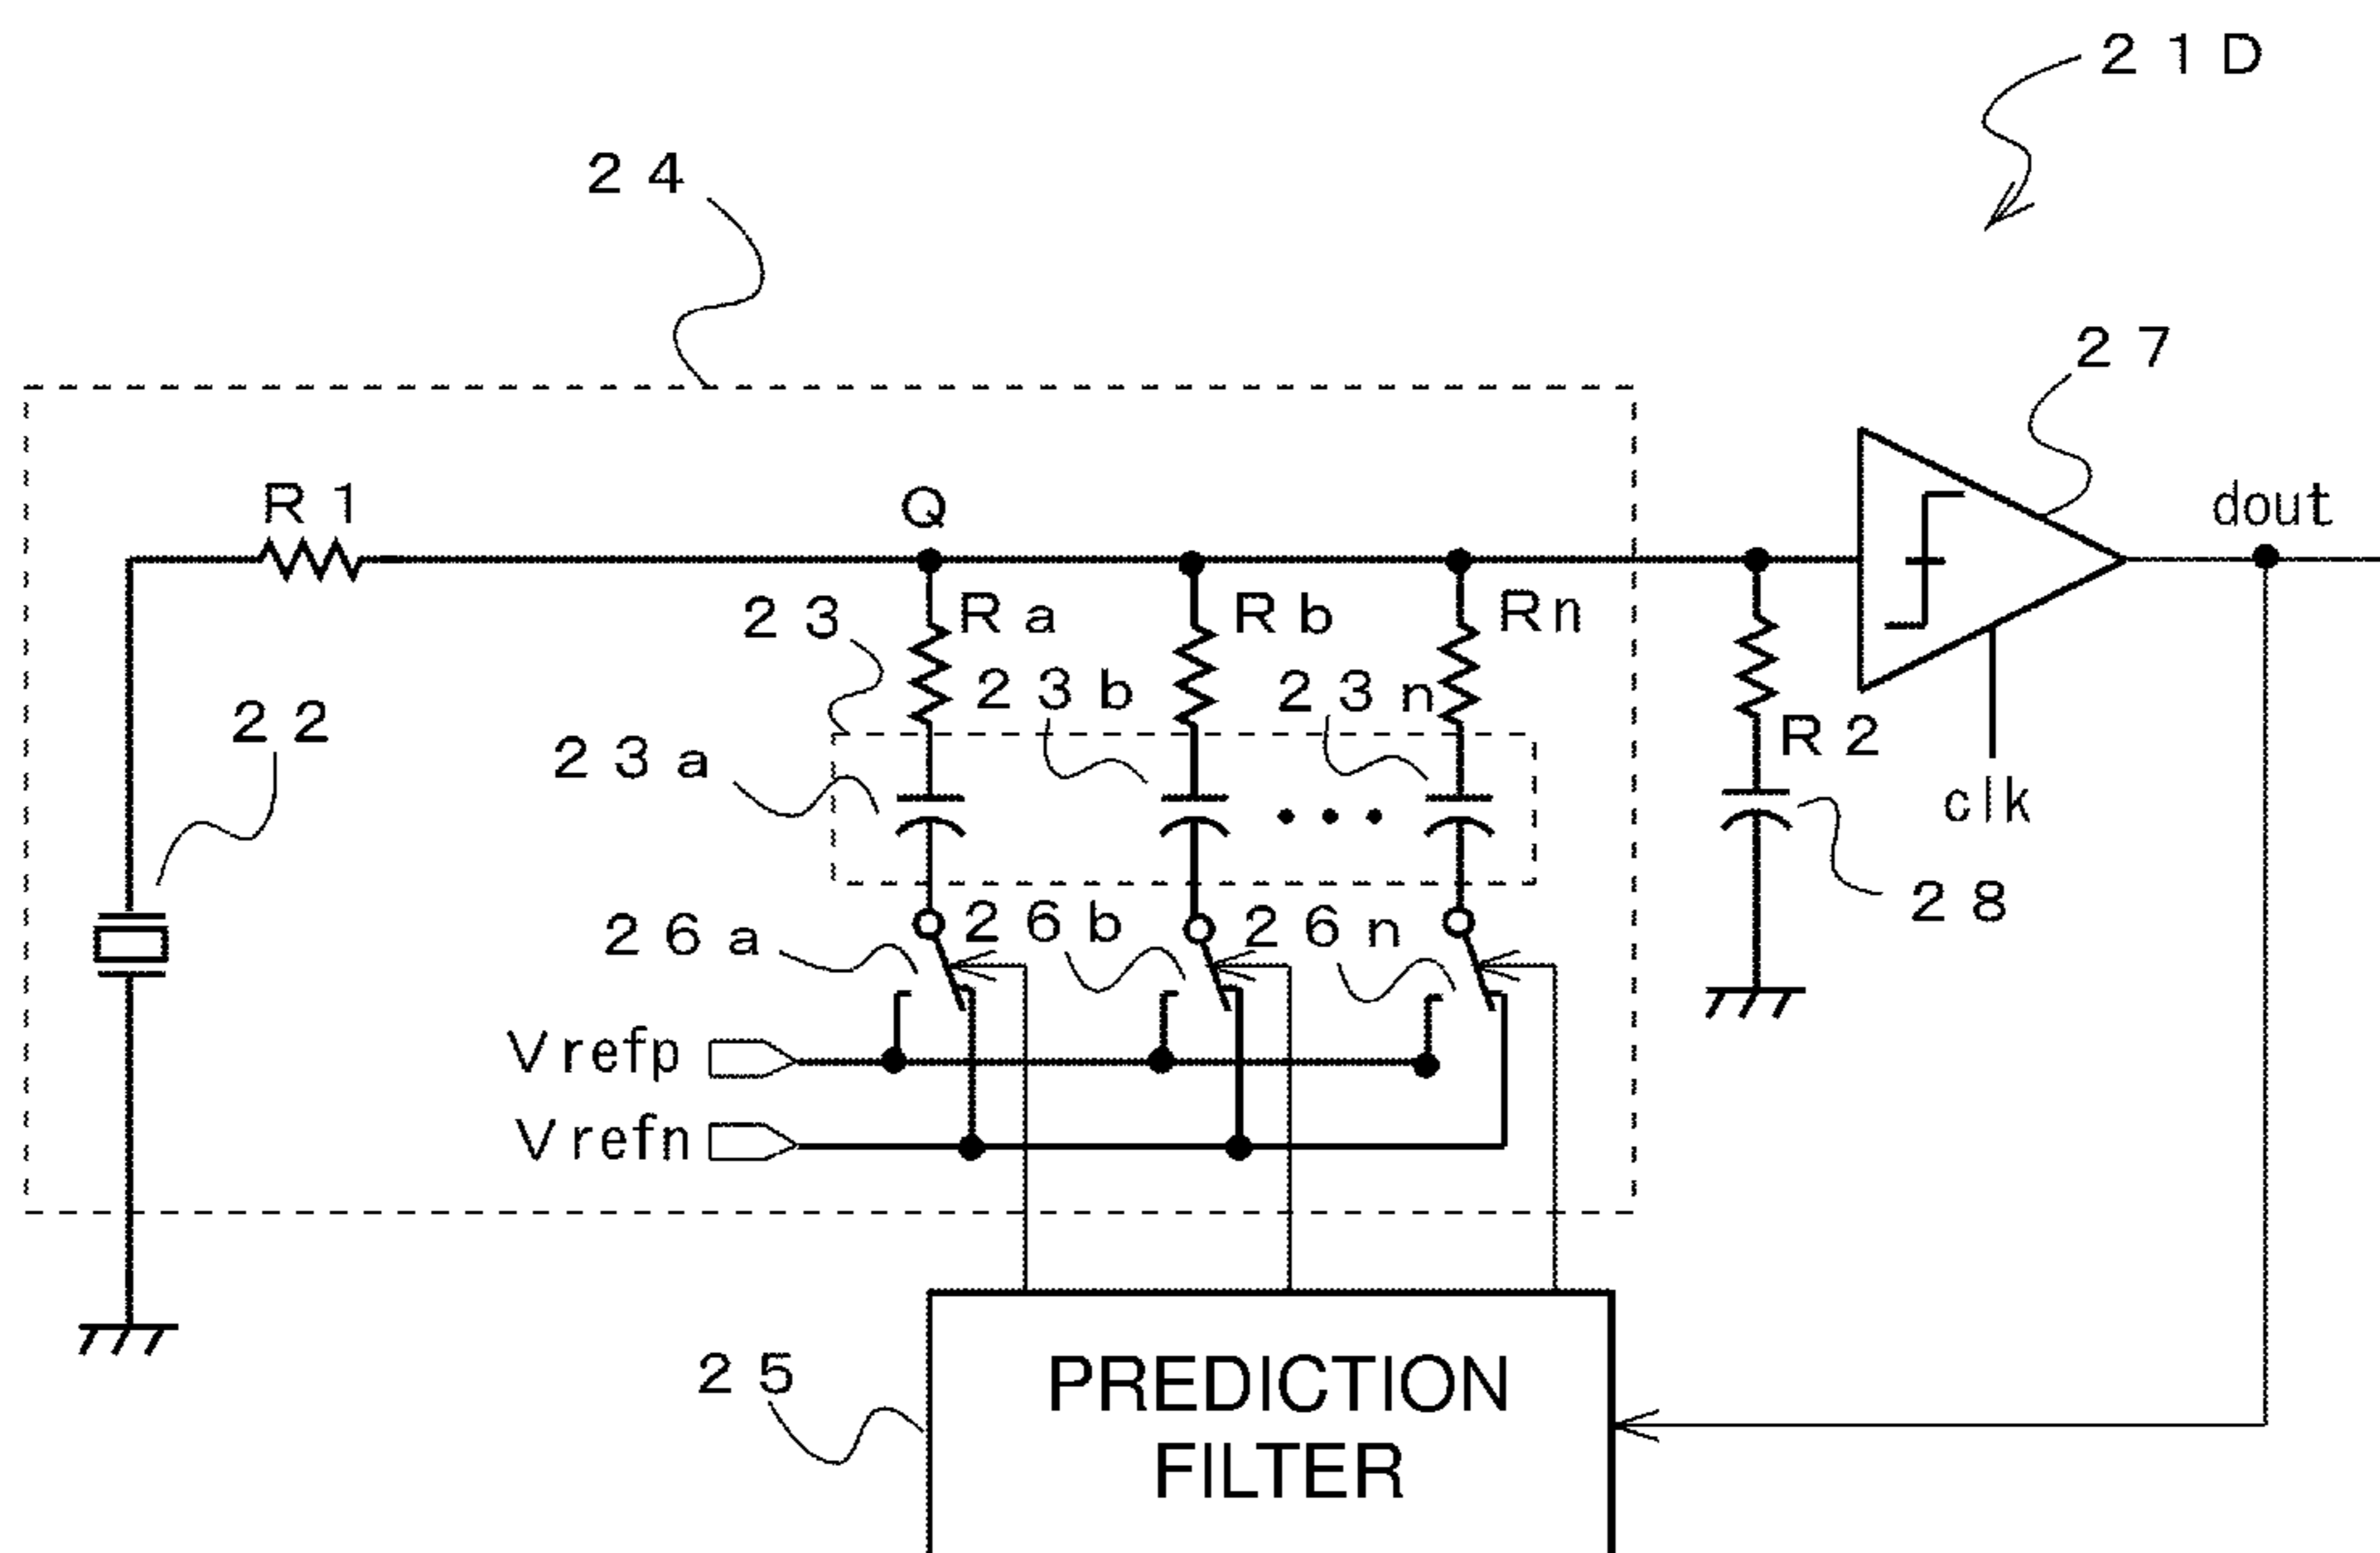 21D
24
27
R1
Q
dout
23
Ra
Rb
Rn
23b
23n
22
23a
R2
clk
28
26a
26b
26n
Vrefp
Vrefn
25
PREDICTION
FILTER